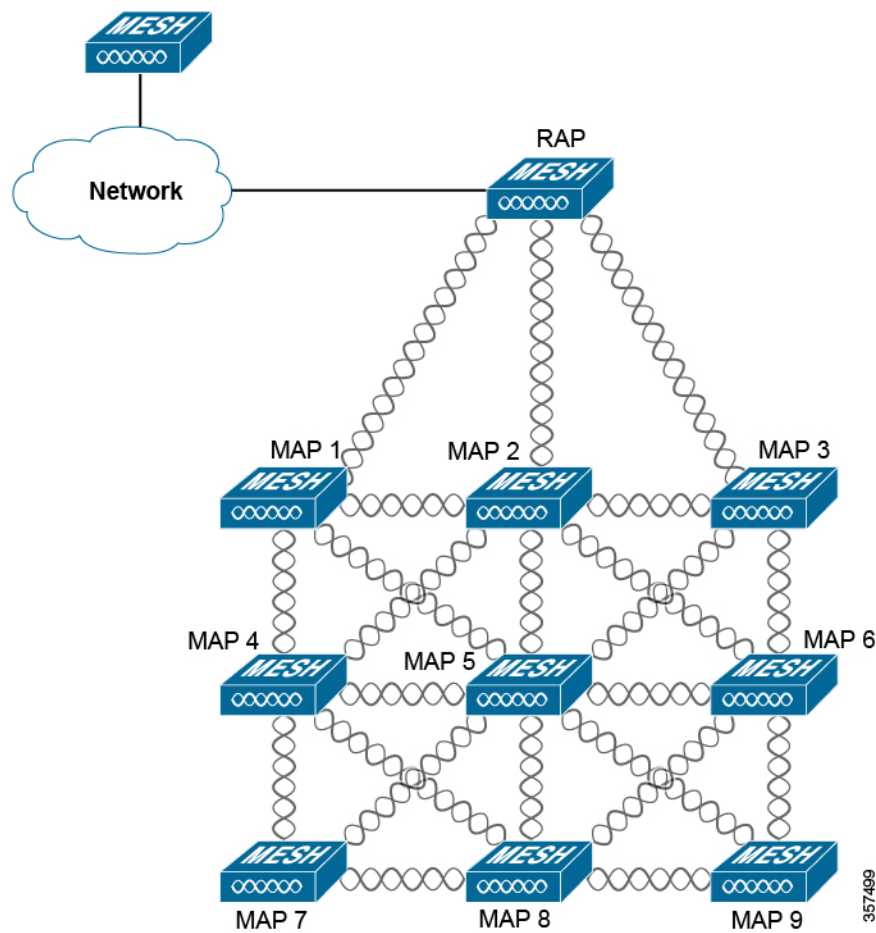 MESH
RAP
MESH
Network
MAP 1
MAP 2
MAP 3
MESH
MESH
MESH
MAP 4
MAP 5
MAP 6
MESH
MESH
MESH
MESH
MESH
MESH
MAP 7
MAP 8
MAP 9
357499